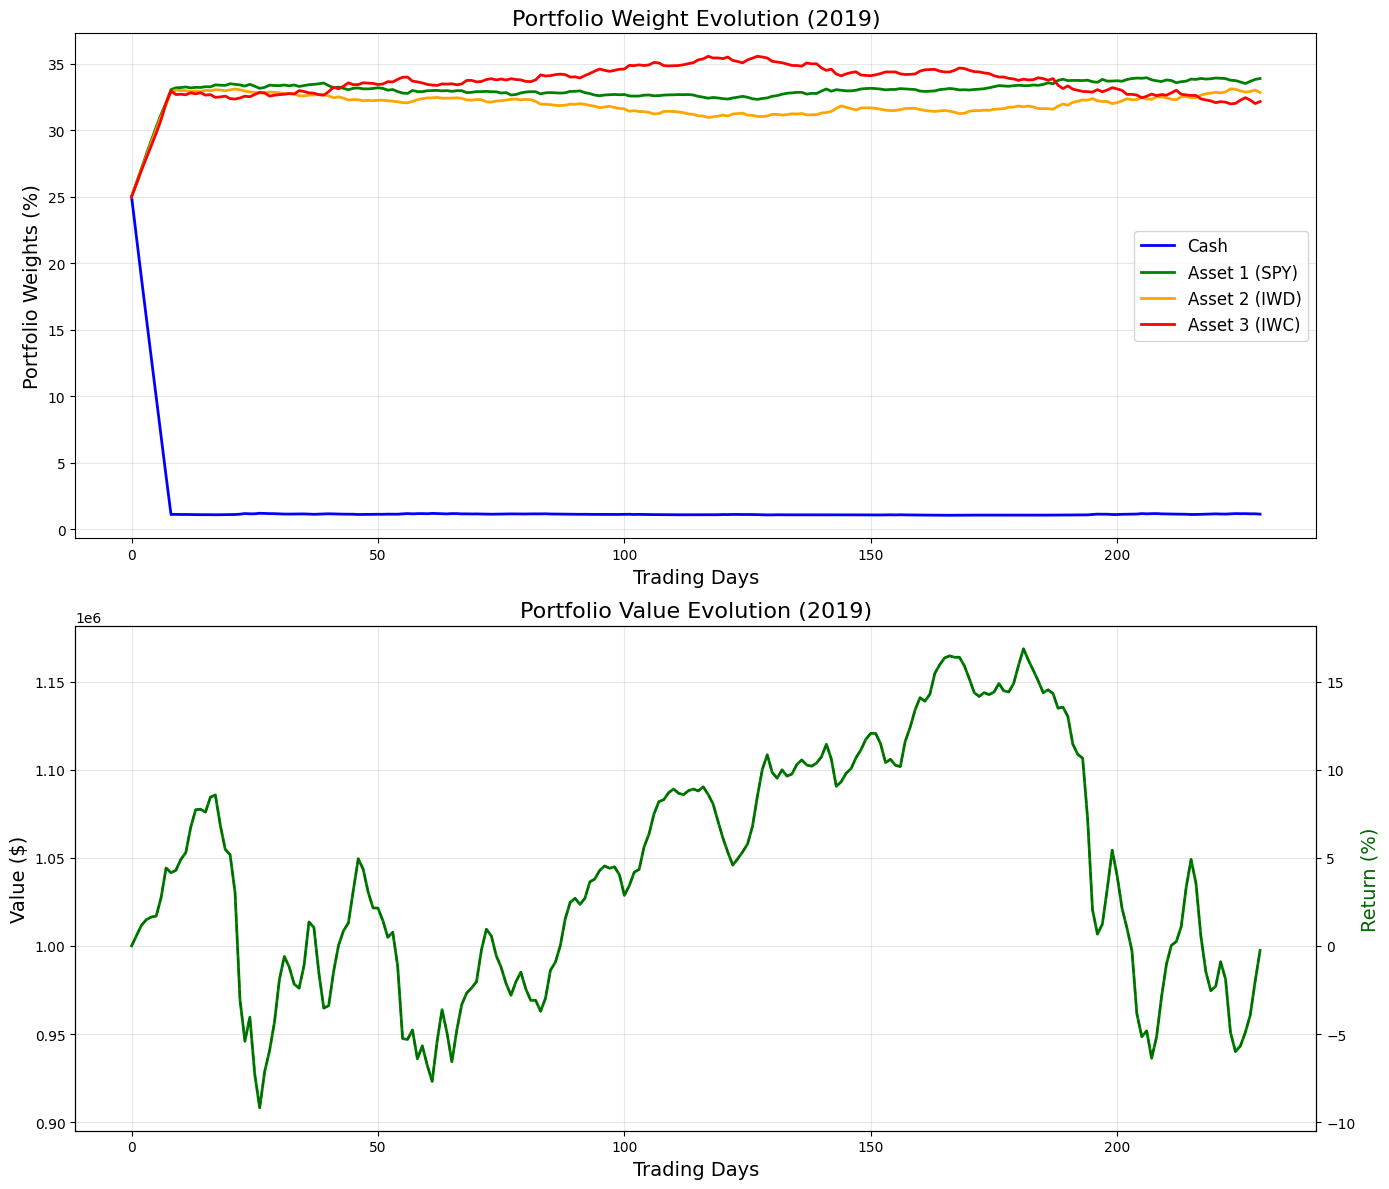 Portfolio Weight Evolution (2019)
Portfolio Weights (%)
35
30
25
20
15
10
5
0
Cash
Asset 1 (SPY)
Asset 2 (IWD)
Asset 3 (IWC)
0 50 100 150 200
Trading Days
Portfolio Value Evolution (2019)
1e6
Value ($)
1.15
1.10
1.05
1.00
0.95
0.90
15
10
5
0
−5
−10
Return (%)
0 50 100 150 200
Trading Days